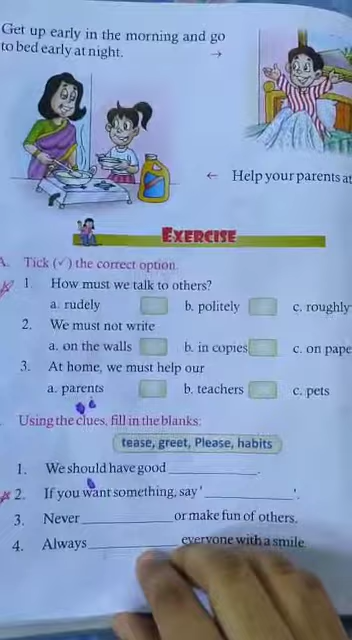 Get up early in the morning and go
to bed early at night. →
← Help your parents at
EXERCISE
A. Tick (✓) the correct option.
1. How must we talk to others?
a. rudely b. politely c. roughly
2. We must not write
a. on the walls b. in copies c. on pape
3. At home, we must help our
a. parents b. teachers c. pets
Using the clues, fill in the blanks:
tease, greet, Please, habits
1. We should have good __________.
2. If you want something, say '__________'.
3. Never __________ or make fun of others.
4. Always __________ everyone with a smile